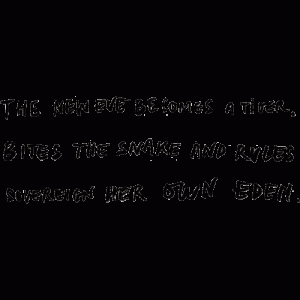 THE NEW EVE BECOMES A TIGER,
BITES THE SNAKE AND RULES
SOVEREIGN HER OWN EDEN.